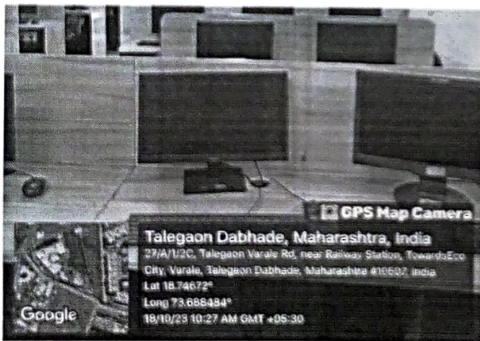 GPS Map Camera
Talegaon Dabhade, Maharashtra, India
27/A/1/2C, Talegaon Varale Rd, near Railway Station, TowardsEco
City, Varale, Talegaon Dabhade, Maharashtra 410507, India
Lat 18.74672°
Long 73.688484°
18/10/23 10:27 AM GMT +05:30
Google